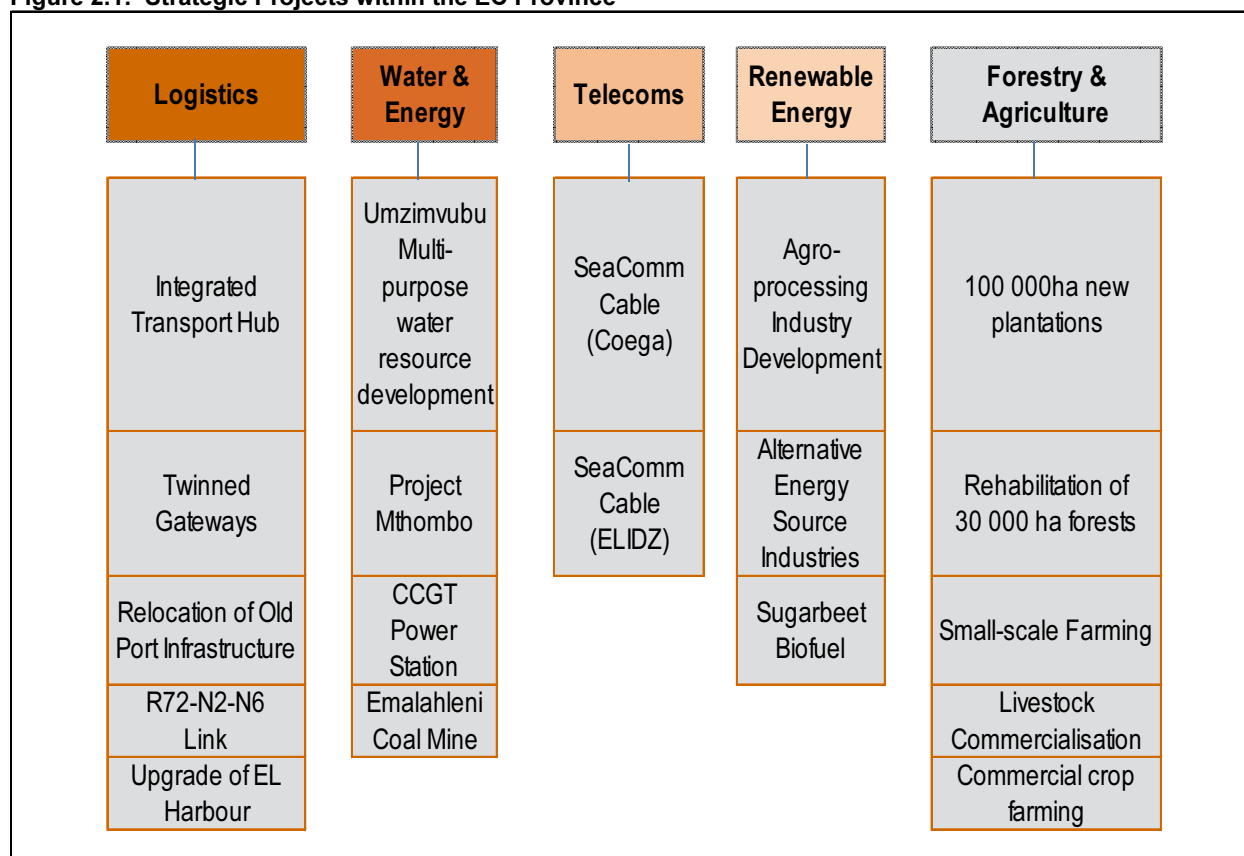 Figure 2.1: Strategic Projects within the EC Province
Logistics
Water &
Energy
Telecoms
Renewable
Energy
Forestry &
Agriculture
Integrated
Transport Hub
Umzimvubu
Multi-
purpose
water
resource
development
SeaComm
Cable
(Coega)
Agro-
processing
Industry
Development
100 000ha new
plantations
Twinned
Gateways
Project
Mthombo
SeaComm
Cable
(ELIDZ)
Alternative
Energy
Source
Industries
Rehabilitation of
30 000 ha forests
Relocation of Old
Port Infrastructure
CCGT
Power
Station
Sugarbeet
Biofuel
Small-scale Farming
R72-N2-N6
Link
Emalahleni
Coal Mine
Livestock
Commercialisation
Upgrade of EL
Harbour
Commercial crop
farming